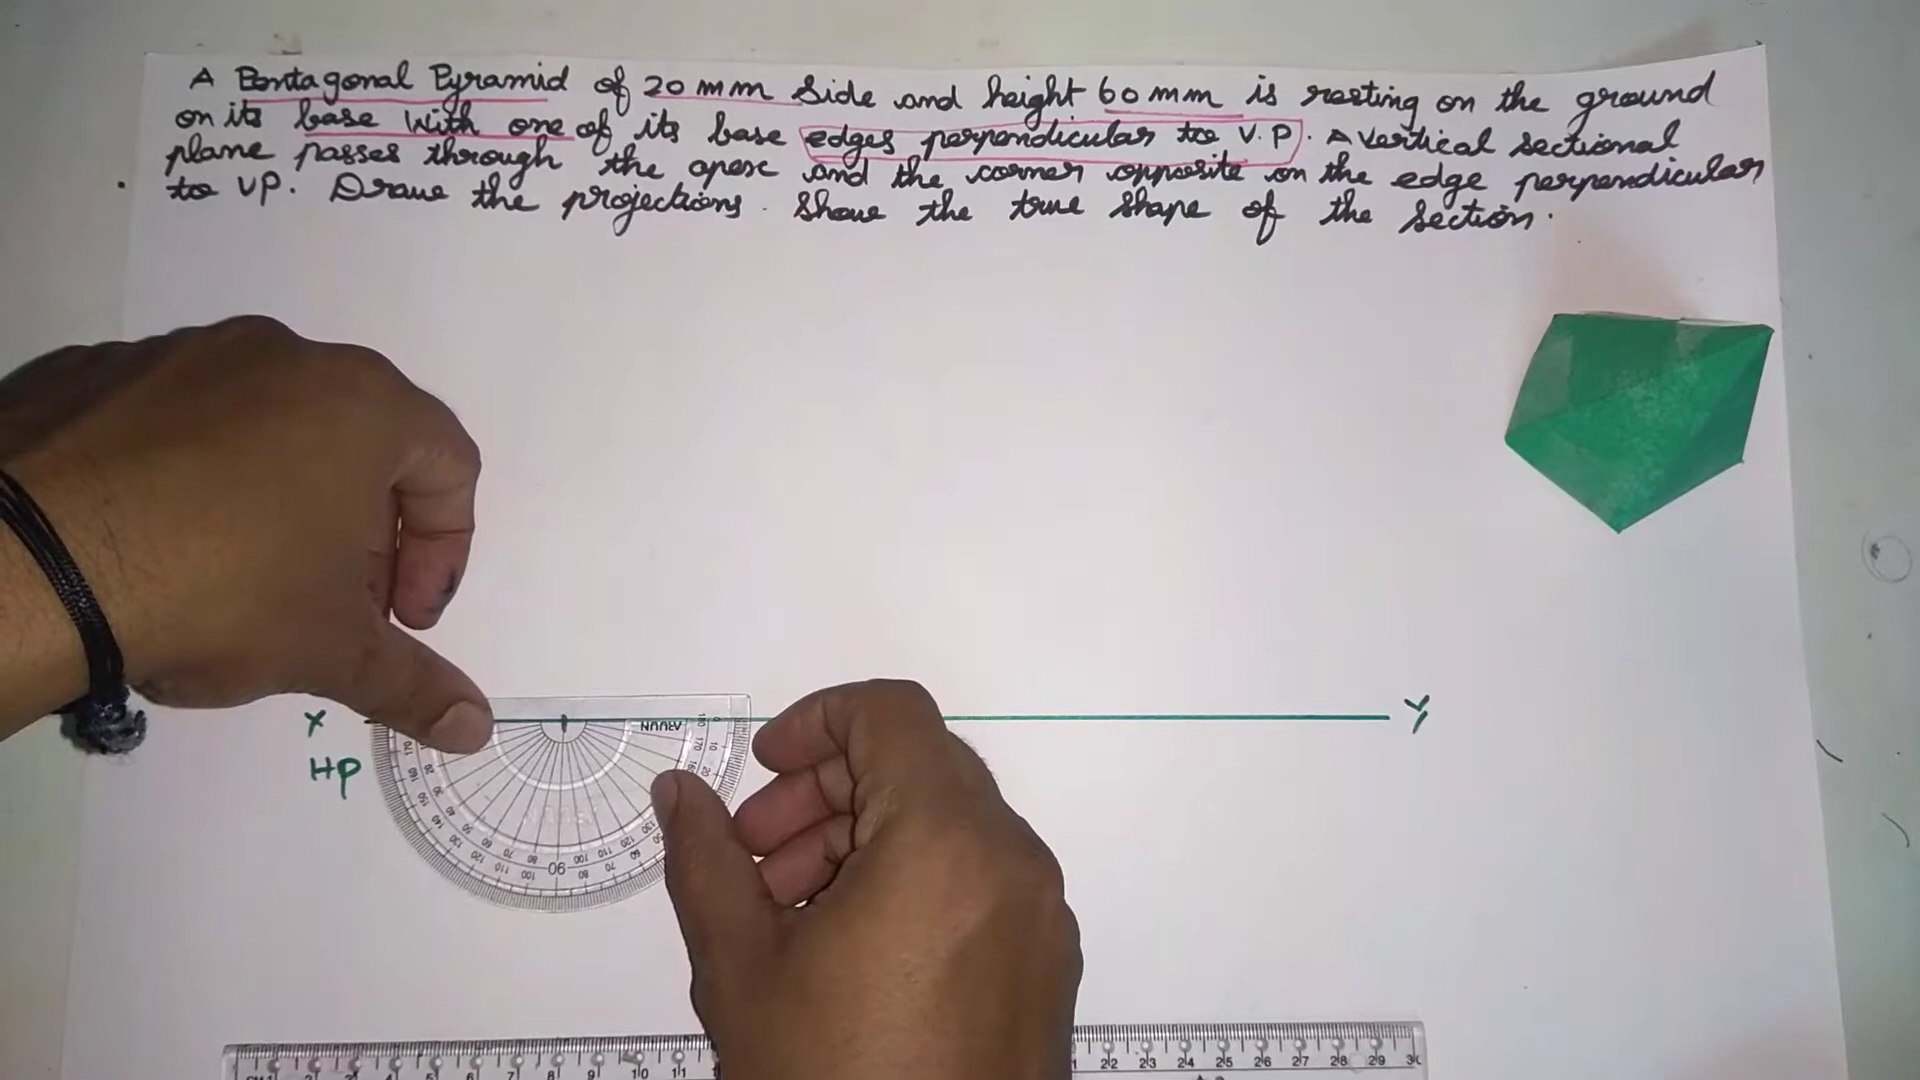 A Pentagonal Pyramid of 20 mm Side and height 60 mm is resting on the ground
on its base with one of its base edges perpendicular to V.P. A vertical sectional
plane passes through the apex and the corner opposite on the edge perpendicular
to VP. Draw the projections. Show the true shape of the section.
X
Y
HP
ARUN
90